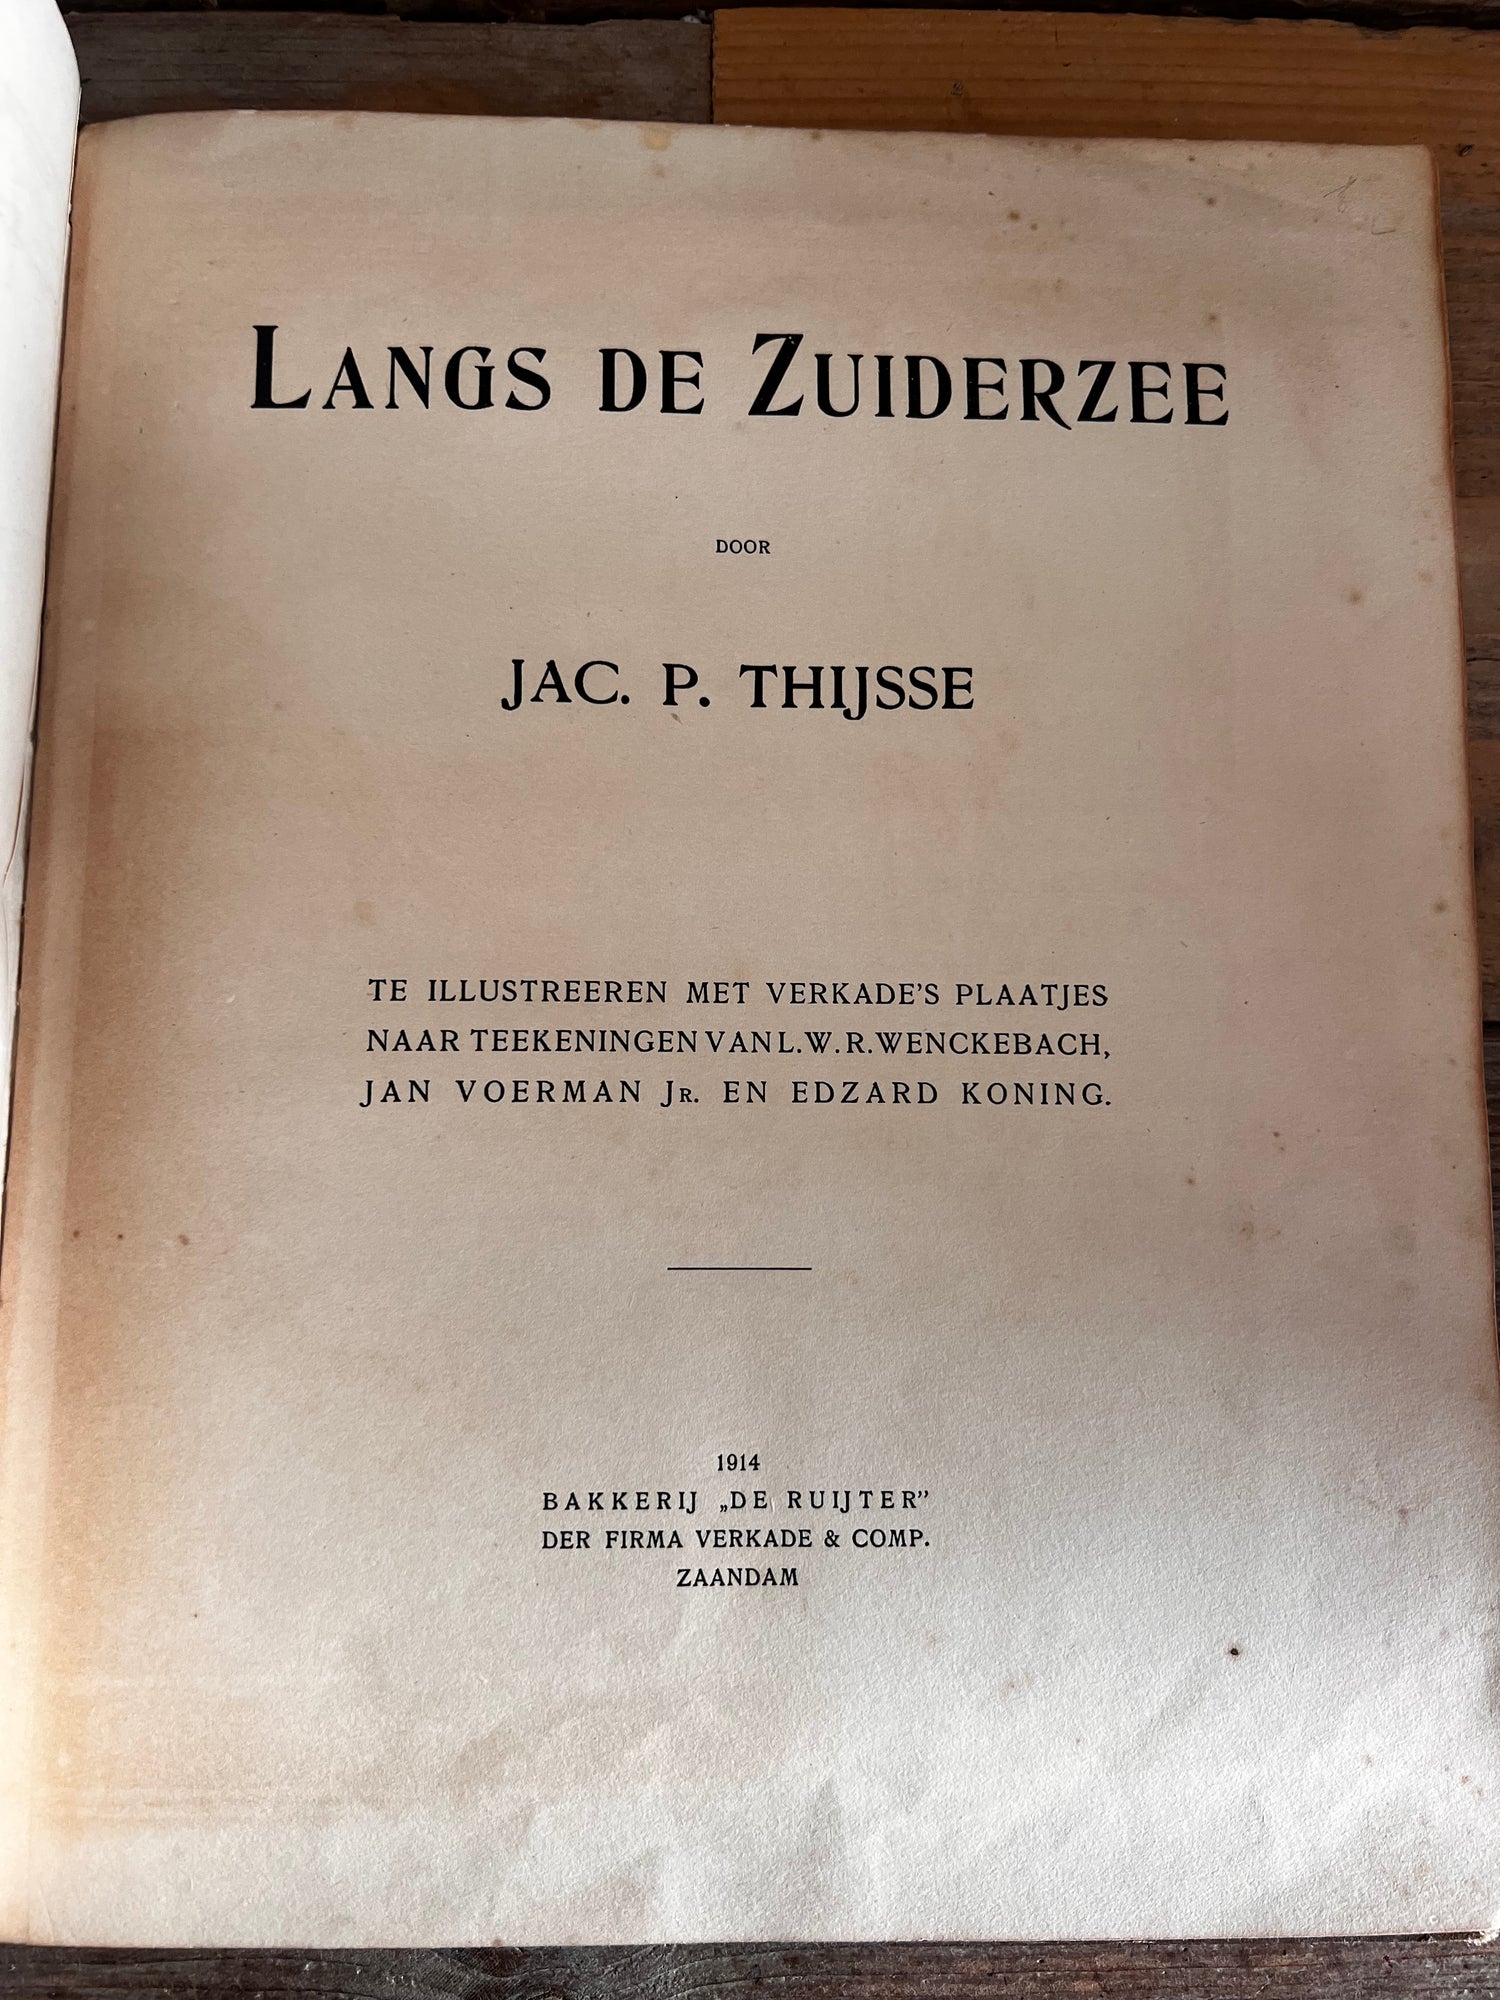 LANGS DE ZUIDERZEE
DOOR
JAC. P. THIJSSE
TE ILLUSTREEREN MET VERKADE'S PLAATJES
NAAR TEEKENINGEN VAN L. W. R. WENCKEBACH,
JAN VOERMAN JR. EN EDZARD KONING.
1914
BAKKERIJ „DE RUIJTER”
DER FIRMA VERKADE & COMP.
ZAANDAM